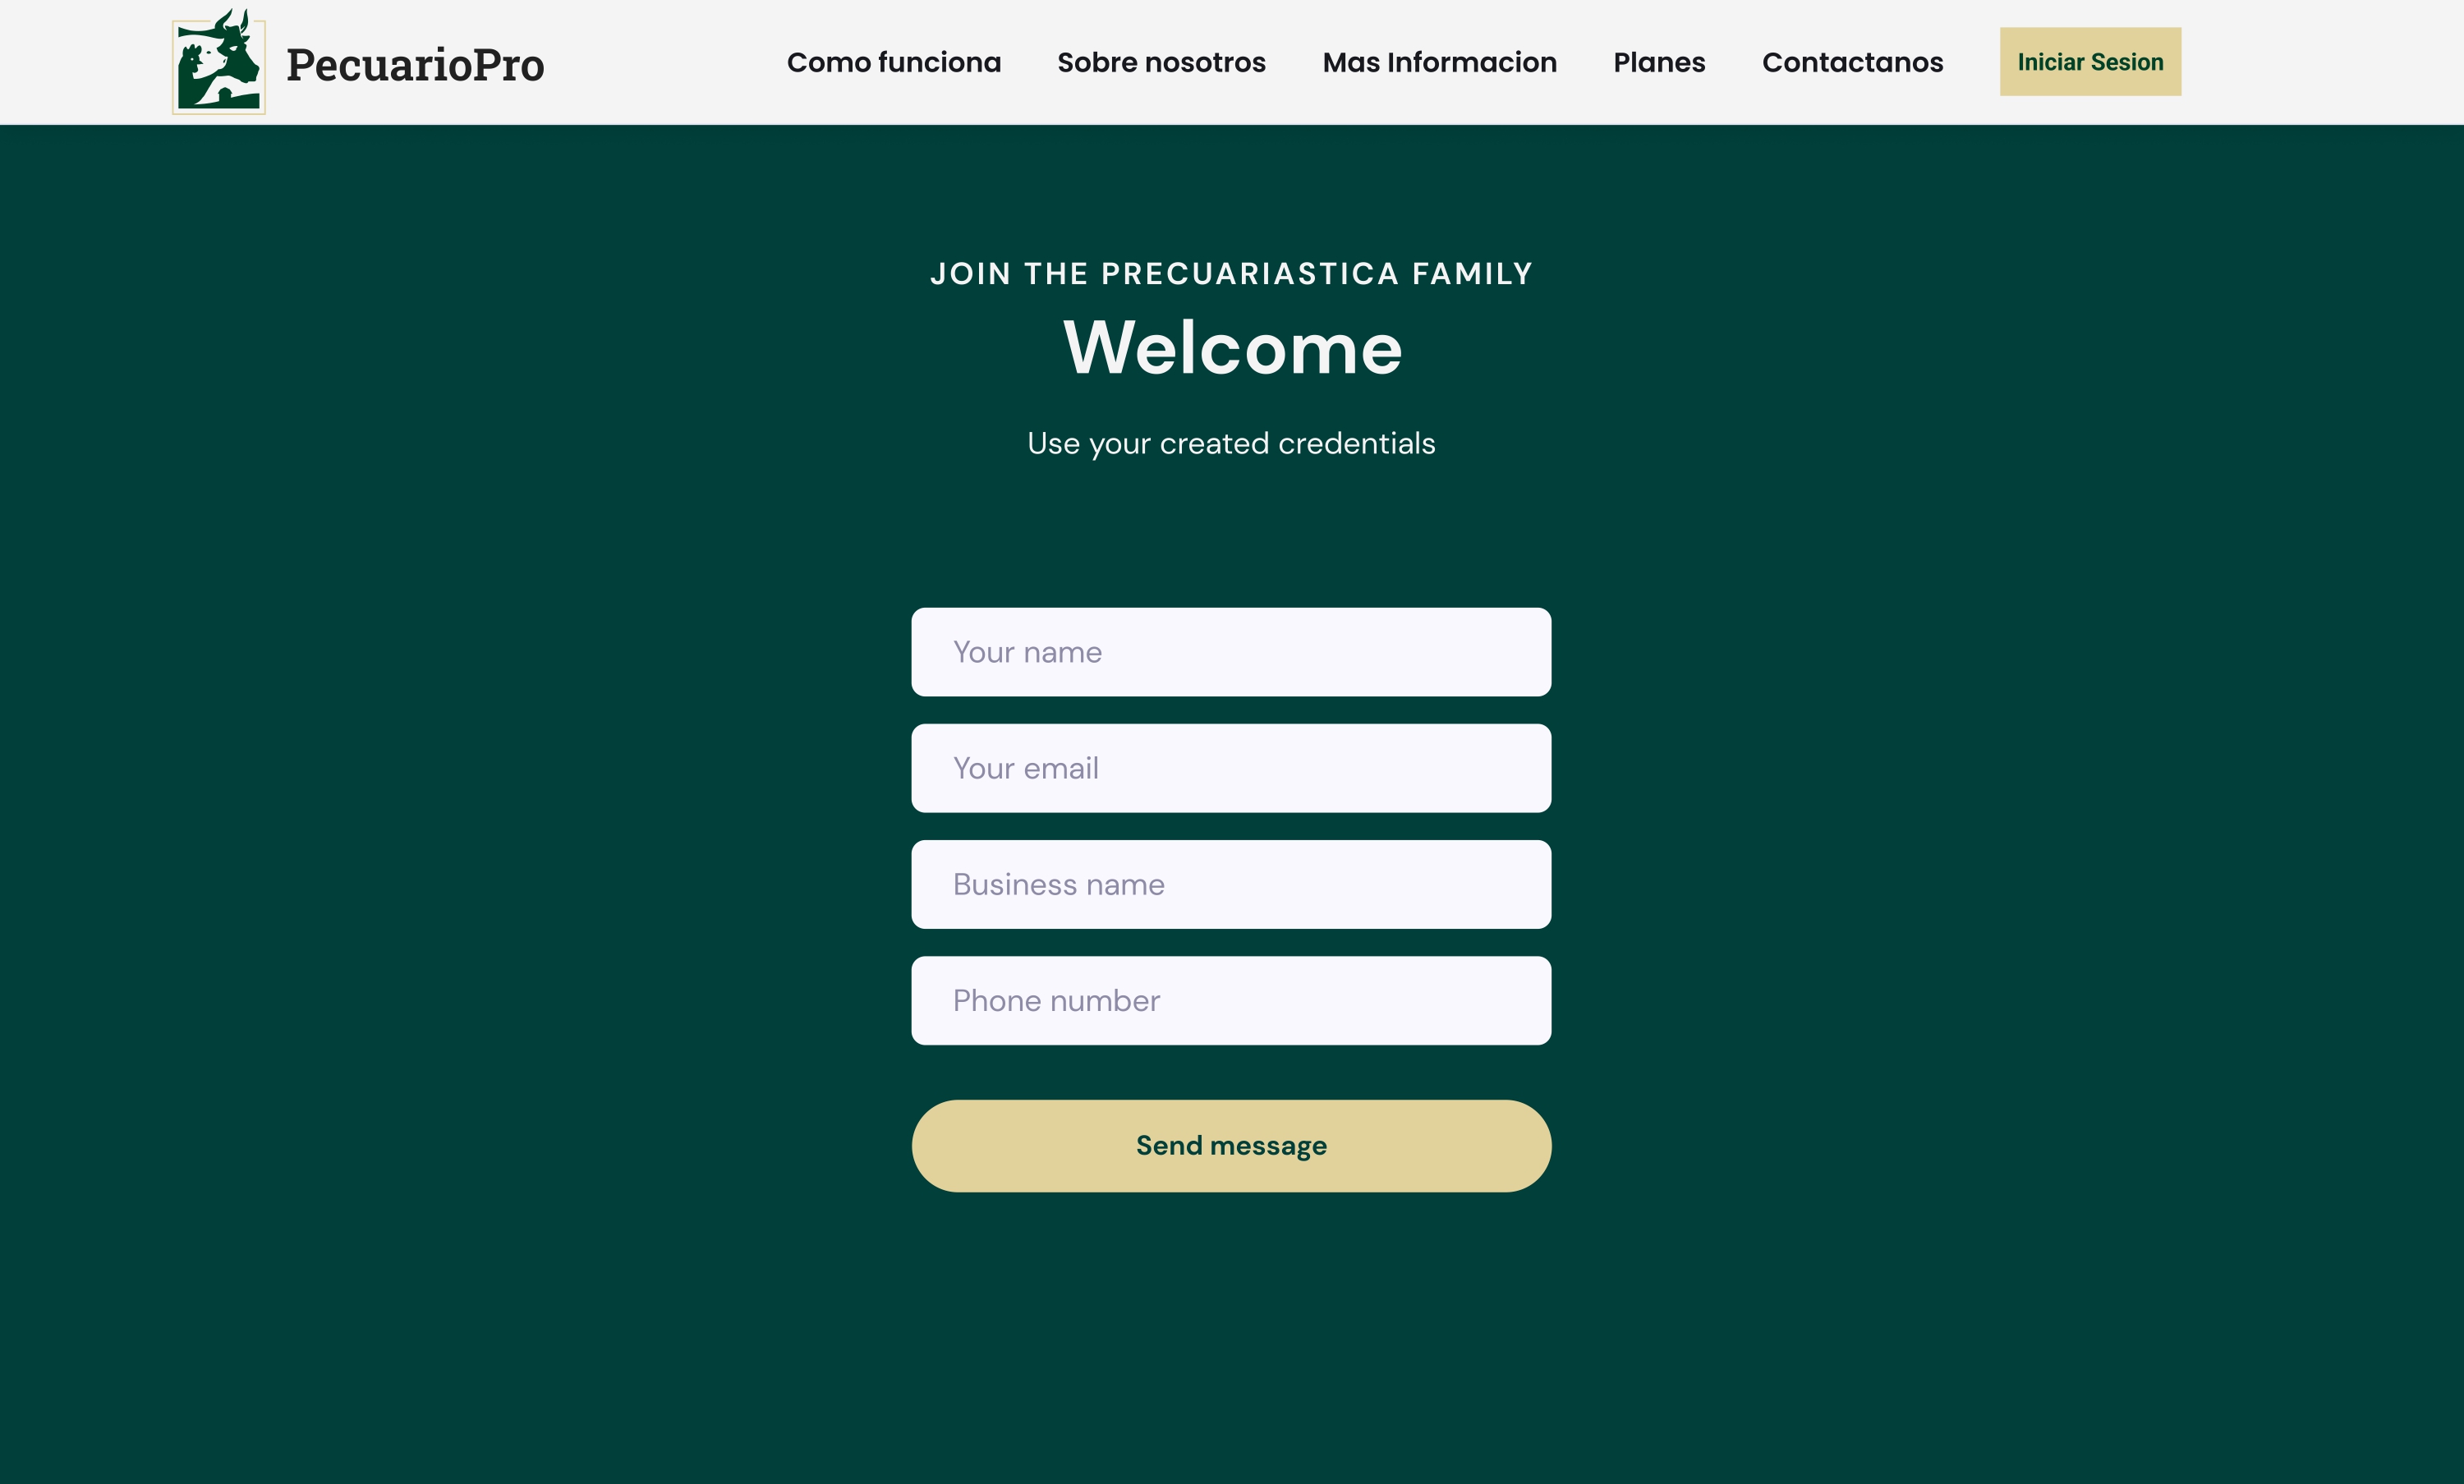 PecuarioPro
Como funciona
Sobre nosotros
Mas Informacion
Planes
Contactanos
Iniciar Sesion
JOIN THE PRECUARIASTICA FAMILY
Welcome
Use your created credentials
Your name
Your email
Business name
Phone number
Send message